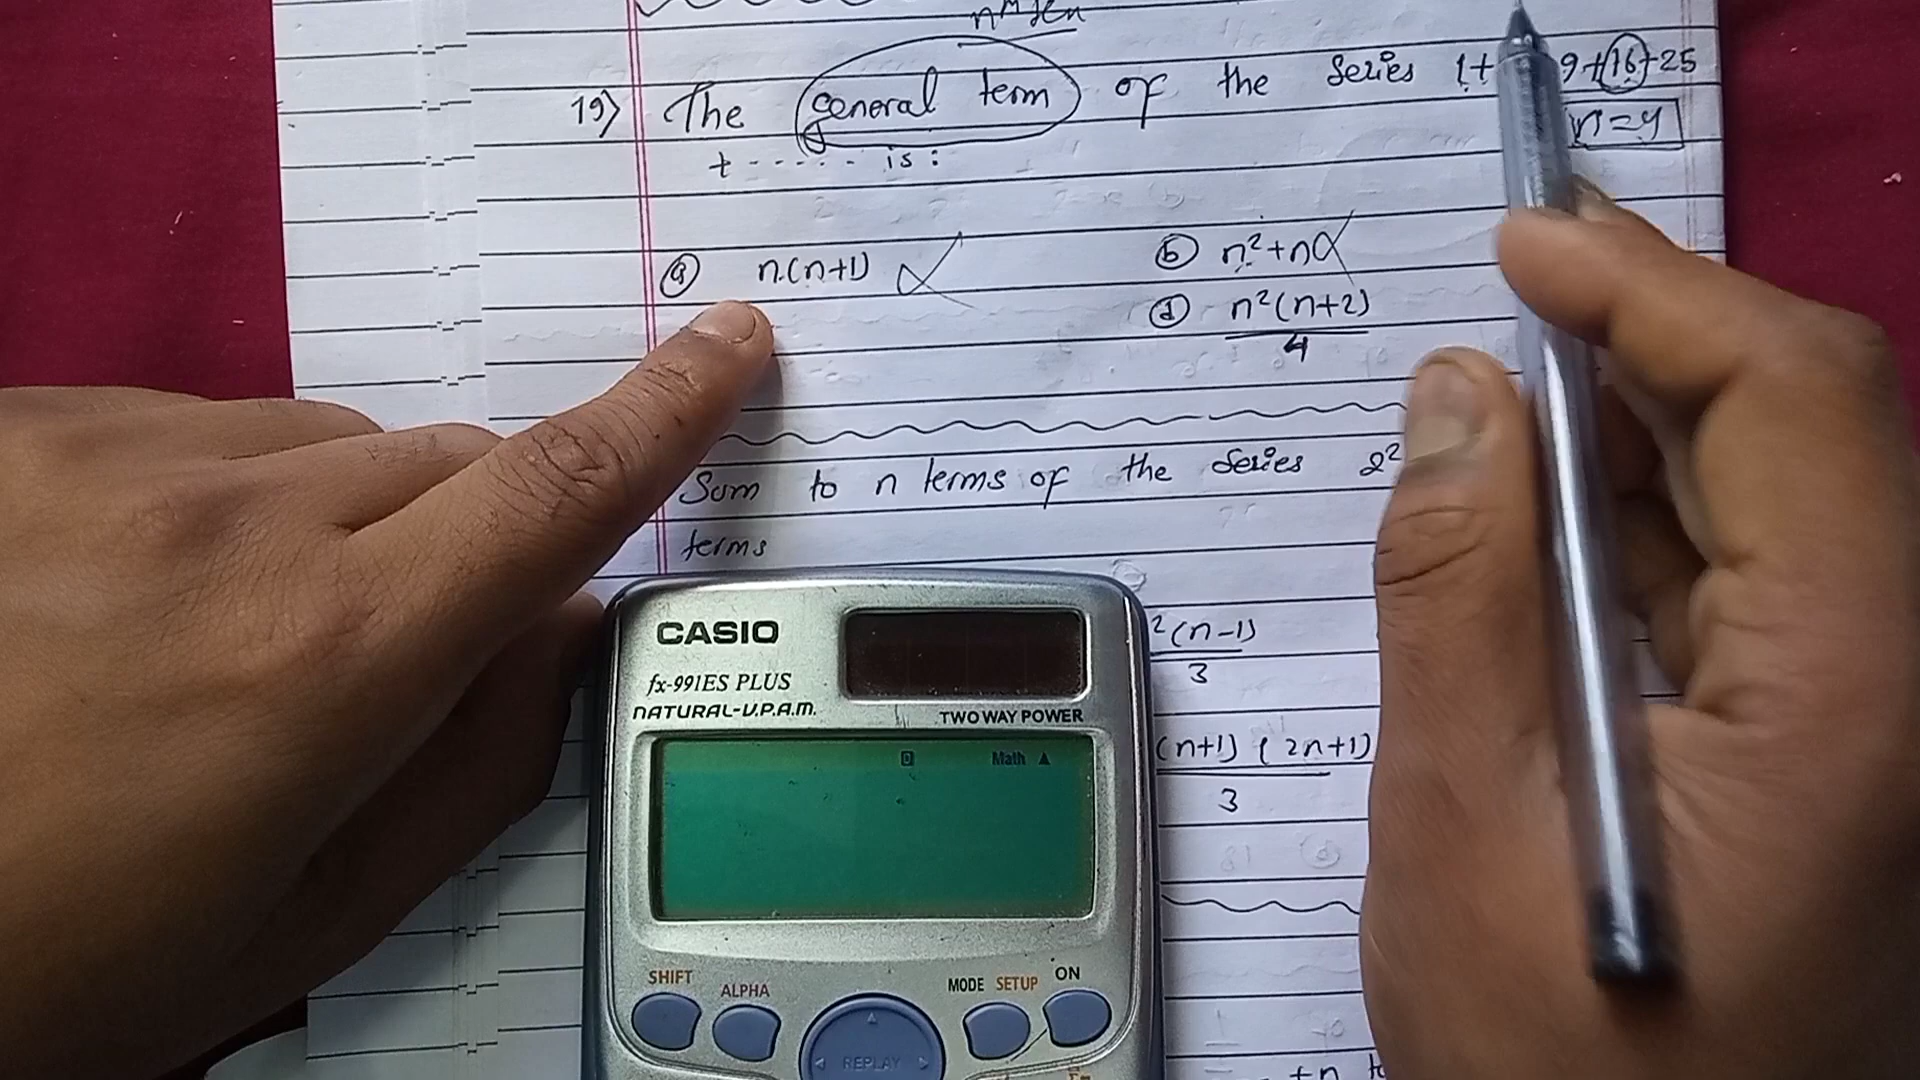 19) The general term of the series 1+ 9+16+25
n=4
+ ------ is :
(a) n.(n+1)
(b) n²+n
(d) n²(n+2)
4
Sum to n terms of the series 2²
terms
²(n-1)
3
(n+1) (2n+1)
3
CASIO
fx-991ES PLUS
NATURAL-V.P.A.M.
TWO WAY POWER
D Math ▲
SHIFT ALPHA MODE SETUP ON
REPLAY
+n